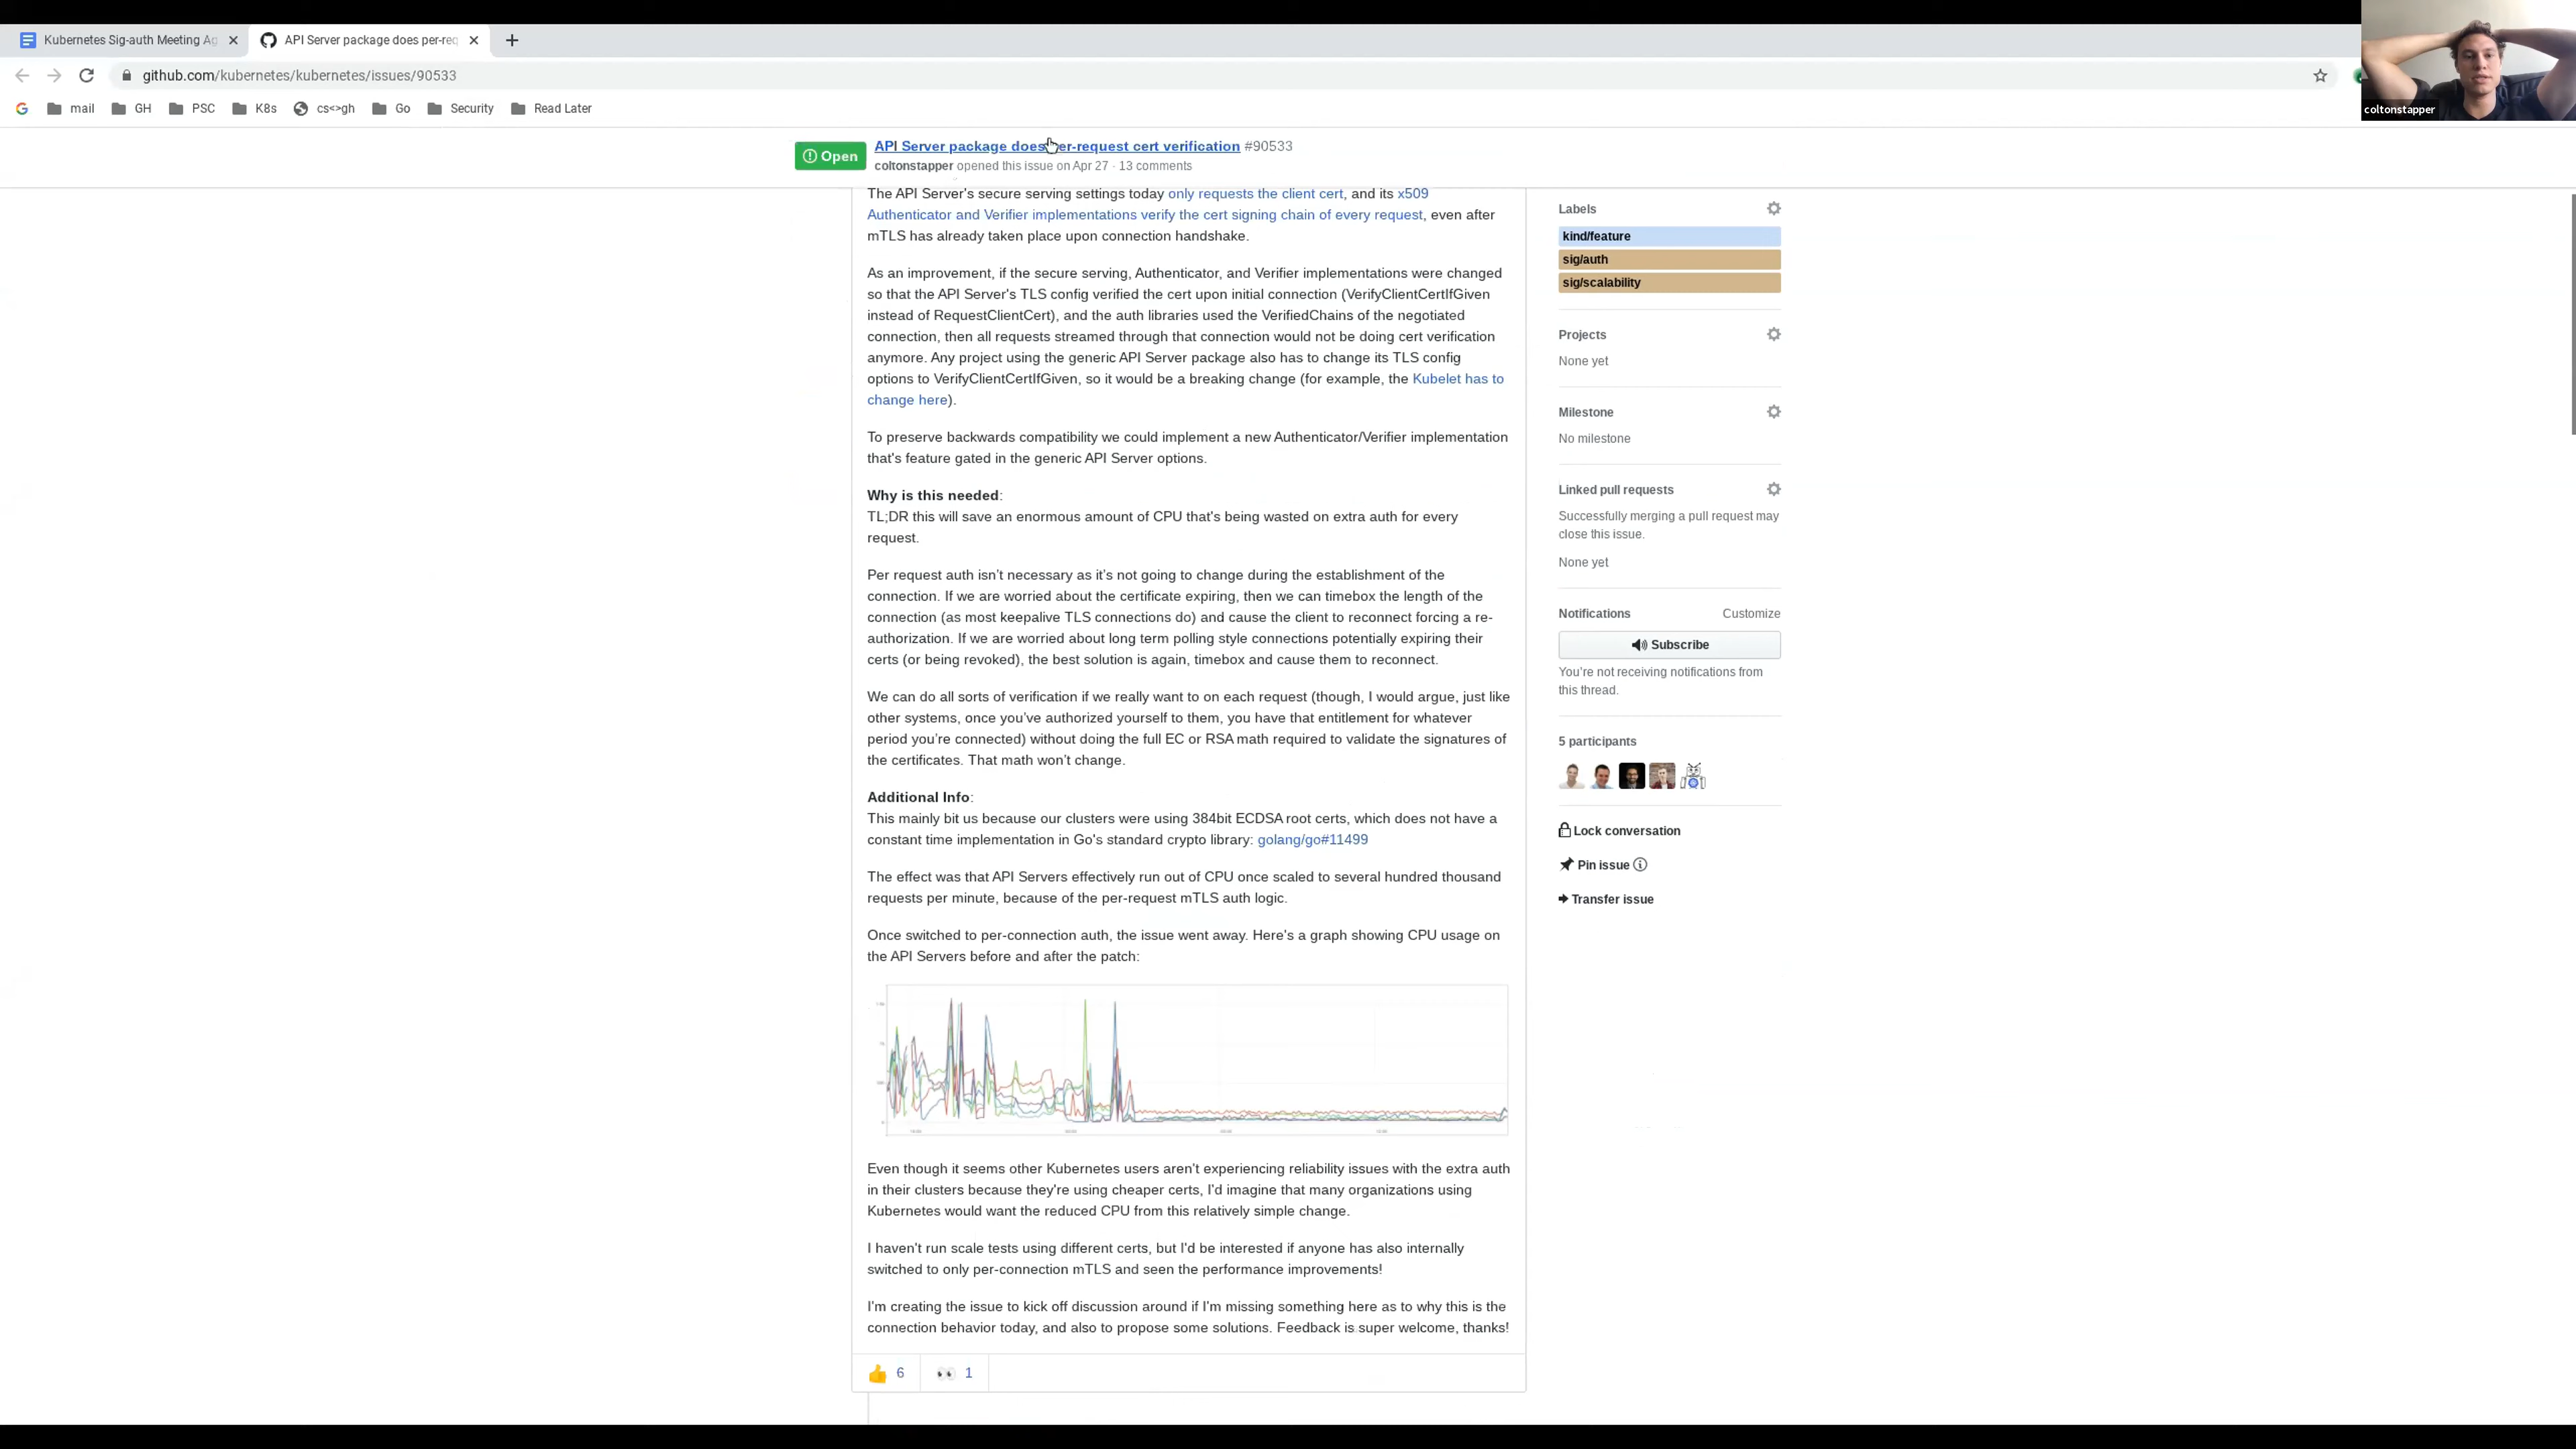 Kubernetes Sig-auth Meeting Ag
API Server package does per-req
github.com/kubernetes/kubernetes/issues/90533
mail
GH
PSC
K8s
cs<>gh
Go
Security
Read Later
coltonstapper
Open
API Server package does per-request cert verification #90533
coltonstapper opened this issue on Apr 27 · 13 comments
The API Server's secure serving settings today only requests the client cert, and its x509
Authenticator and Verifier implementations verify the cert signing chain of every request, even after
mTLS has already taken place upon connection handshake.
As an improvement, if the secure serving, Authenticator, and Verifier implementations were changed
so that the API Server's TLS config verified the cert upon initial connection (VerifyClientCertIfGiven
instead of RequestClientCert), and the auth libraries used the VerifiedChains of the negotiated
connection, then all requests streamed through that connection would not be doing cert verification
anymore. Any project using the generic API Server package also has to change its TLS config
options to VerifyClientCertIfGiven, so it would be a breaking change (for example, the Kubelet has to
change here).
To preserve backwards compatibility we could implement a new Authenticator/Verifier implementation
that's feature gated in the generic API Server options.
Why is this needed:
TL;DR this will save an enormous amount of CPU that's being wasted on extra auth for every
request.
Per request auth isn’t necessary as it’s not going to change during the establishment of the
connection. If we are worried about the certificate expiring, then we can timebox the length of the
connection (as most keepalive TLS connections do) and cause the client to reconnect forcing a re-
authorization. If we are worried about long term polling style connections potentially expiring their
certs (or being revoked), the best solution is again, timebox and cause them to reconnect.
We can do all sorts of verification if we really want to on each request (though, I would argue, just like
other systems, once you’ve authorized yourself to them, you have that entitlement for whatever
period you’re connected) without doing the full EC or RSA math required to validate the signatures of
the certificates. That math won’t change.
Additional Info:
This mainly bit us because our clusters were using 384bit ECDSA root certs, which does not have a
constant time implementation in Go's standard crypto library: golang/go#11499
The effect was that API Servers effectively run out of CPU once scaled to several hundred thousand
requests per minute, because of the per-request mTLS auth logic.
Once switched to per-connection auth, the issue went away. Here's a graph showing CPU usage on
the API Servers before and after the patch:
Even though it seems other Kubernetes users aren't experiencing reliability issues with the extra auth
in their clusters because they're using cheaper certs, I'd imagine that many organizations using
Kubernetes would want the reduced CPU from this relatively simple change.
I haven't run scale tests using different certs, but I'd be interested if anyone has also internally
switched to only per-connection mTLS and seen the performance improvements!
I'm creating the issue to kick off discussion around if I'm missing something here as to why this is the
connection behavior today, and also to propose some solutions. Feedback is super welcome, thanks!
6
1
Labels
kind/feature
sig/auth
sig/scalability
Projects
None yet
Milestone
No milestone
Linked pull requests
Successfully merging a pull request may
close this issue.
None yet
Notifications
Customize
Subscribe
You’re not receiving notifications from
this thread.
5 participants
Lock conversation
Pin issue
Transfer issue